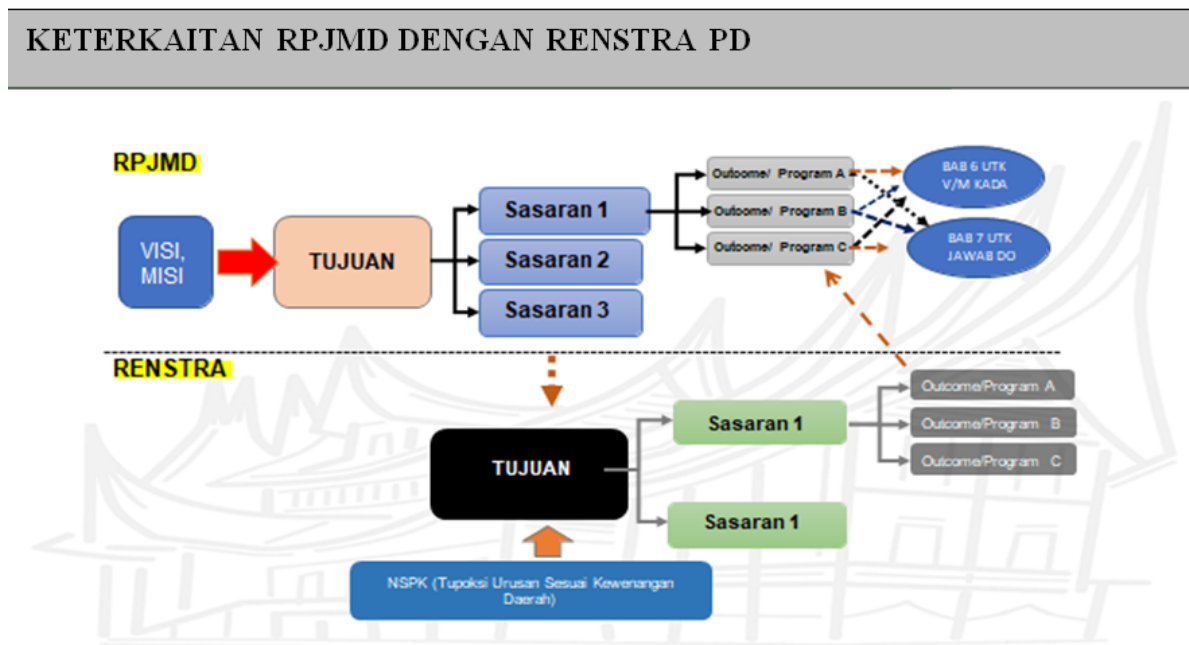 KETERKAITAN RPJMD DENGAN RENSTRA PD
RPJMD
VISI,
MISI
TUJUAN
Sasaran 1
Sasaran 2
Sasaran 3
Outcome/ Program A
Outcome/ Program B
Outcome/ Program C
BAB 6 UTK
V/M KADA
BAB 7 UTK
JAWAB DO
RENSTRA
TUJUAN
Sasaran 1
Sasaran 1
Outcome/Program A
Outcome/Program B
Outcome/Program C
NSPK (Tupoksi Urusan Sesuai Kewenangan
Daerah)